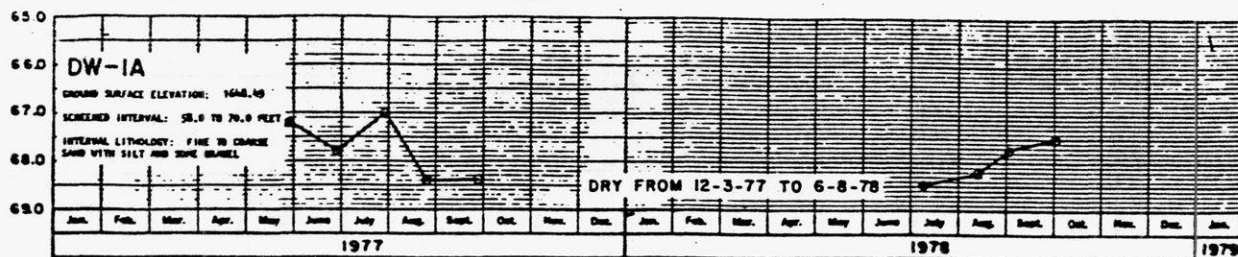 65.0
66.0
67.0
68.0
69.0
DW-1A
GROUND SURFACE ELEVATION: 1648.49
SCREENED INTERVAL: 58.0 TO 70.0 FEET
INTERVAL LITHOLOGY: FINE TO COARSE
SAND WITH SILT AND SOME GRAVEL
DRY FROM 12-3-77 TO 6-8-78
Jan. Feb. Mar. Apr. May June July Aug. Sept. Oct. Nov. Dec. Jan. Feb. Mar. Apr. May June July Aug. Sept. Oct. Nov. Dec. Jan.
1977 1978 1979